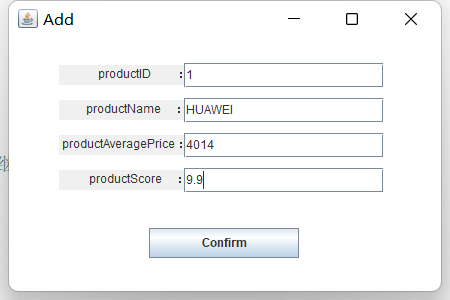 Add
productID : 1
productName : HUAWEI
productAveragePrice : 4014
productScore : 9.9
Confirm